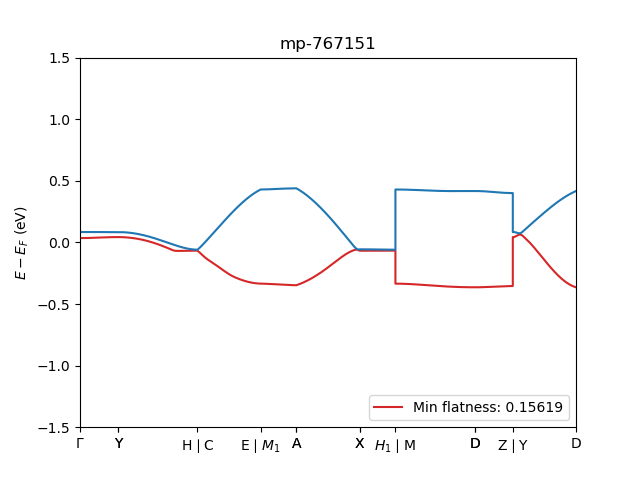 mp-767151
1.5
1.0
0.5
0.0
−0.5
−1.0
−1.5
E − E_F (eV)
Min flatness: 0.15619
Γ Y H | C E | M_1 A X H_1 | M D Z | Y D